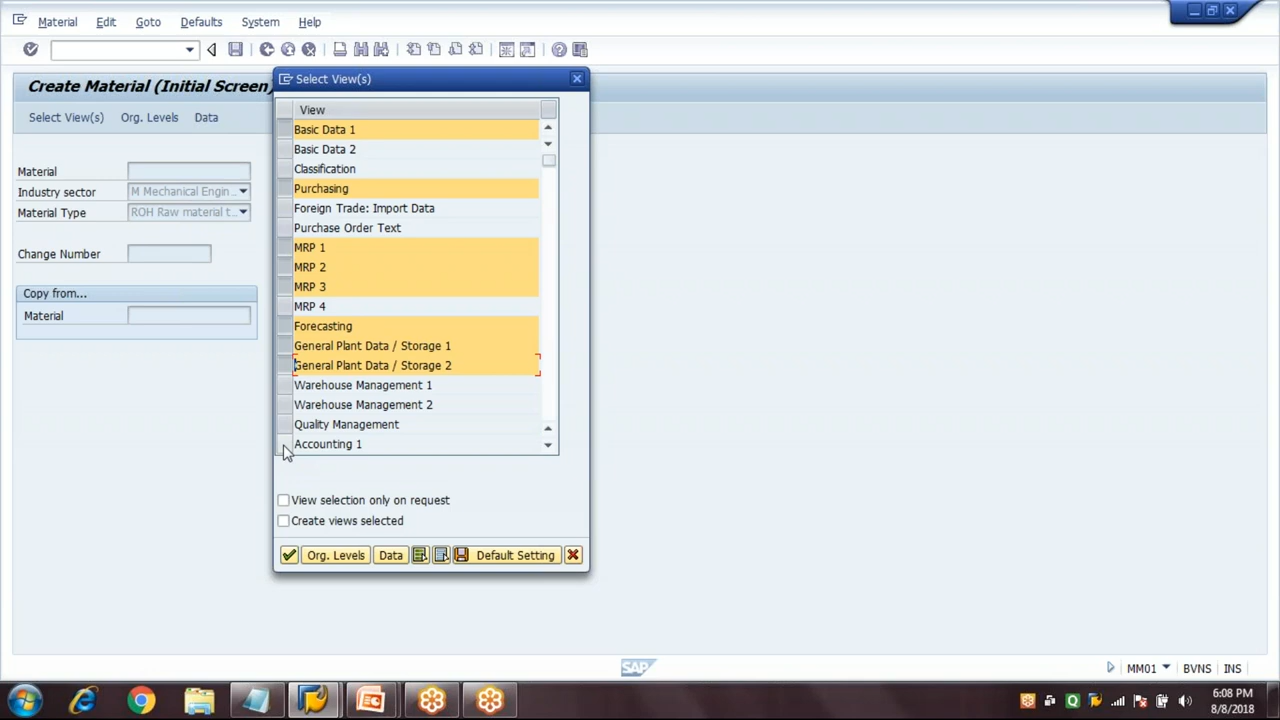 Material Edit Goto Defaults System Help
Create Material (Initial Screen)
Select View(s) Org. Levels Data
Material
Industry sector M Mechanical Engin...
Material Type ROH Raw material t...
Change Number
Copy from...
Material
Select View(s)
View
Basic Data 1
Basic Data 2
Classification
Purchasing
Foreign Trade: Import Data
Purchase Order Text
MRP 1
MRP 2
MRP 3
MRP 4
Forecasting
General Plant Data / Storage 1
General Plant Data / Storage 2
Warehouse Management 1
Warehouse Management 2
Quality Management
Accounting 1
View selection only on request
Create views selected
Org. Levels Data Default Setting
SAP
MM01 BVNS INS
6:08 PM
8/8/2018